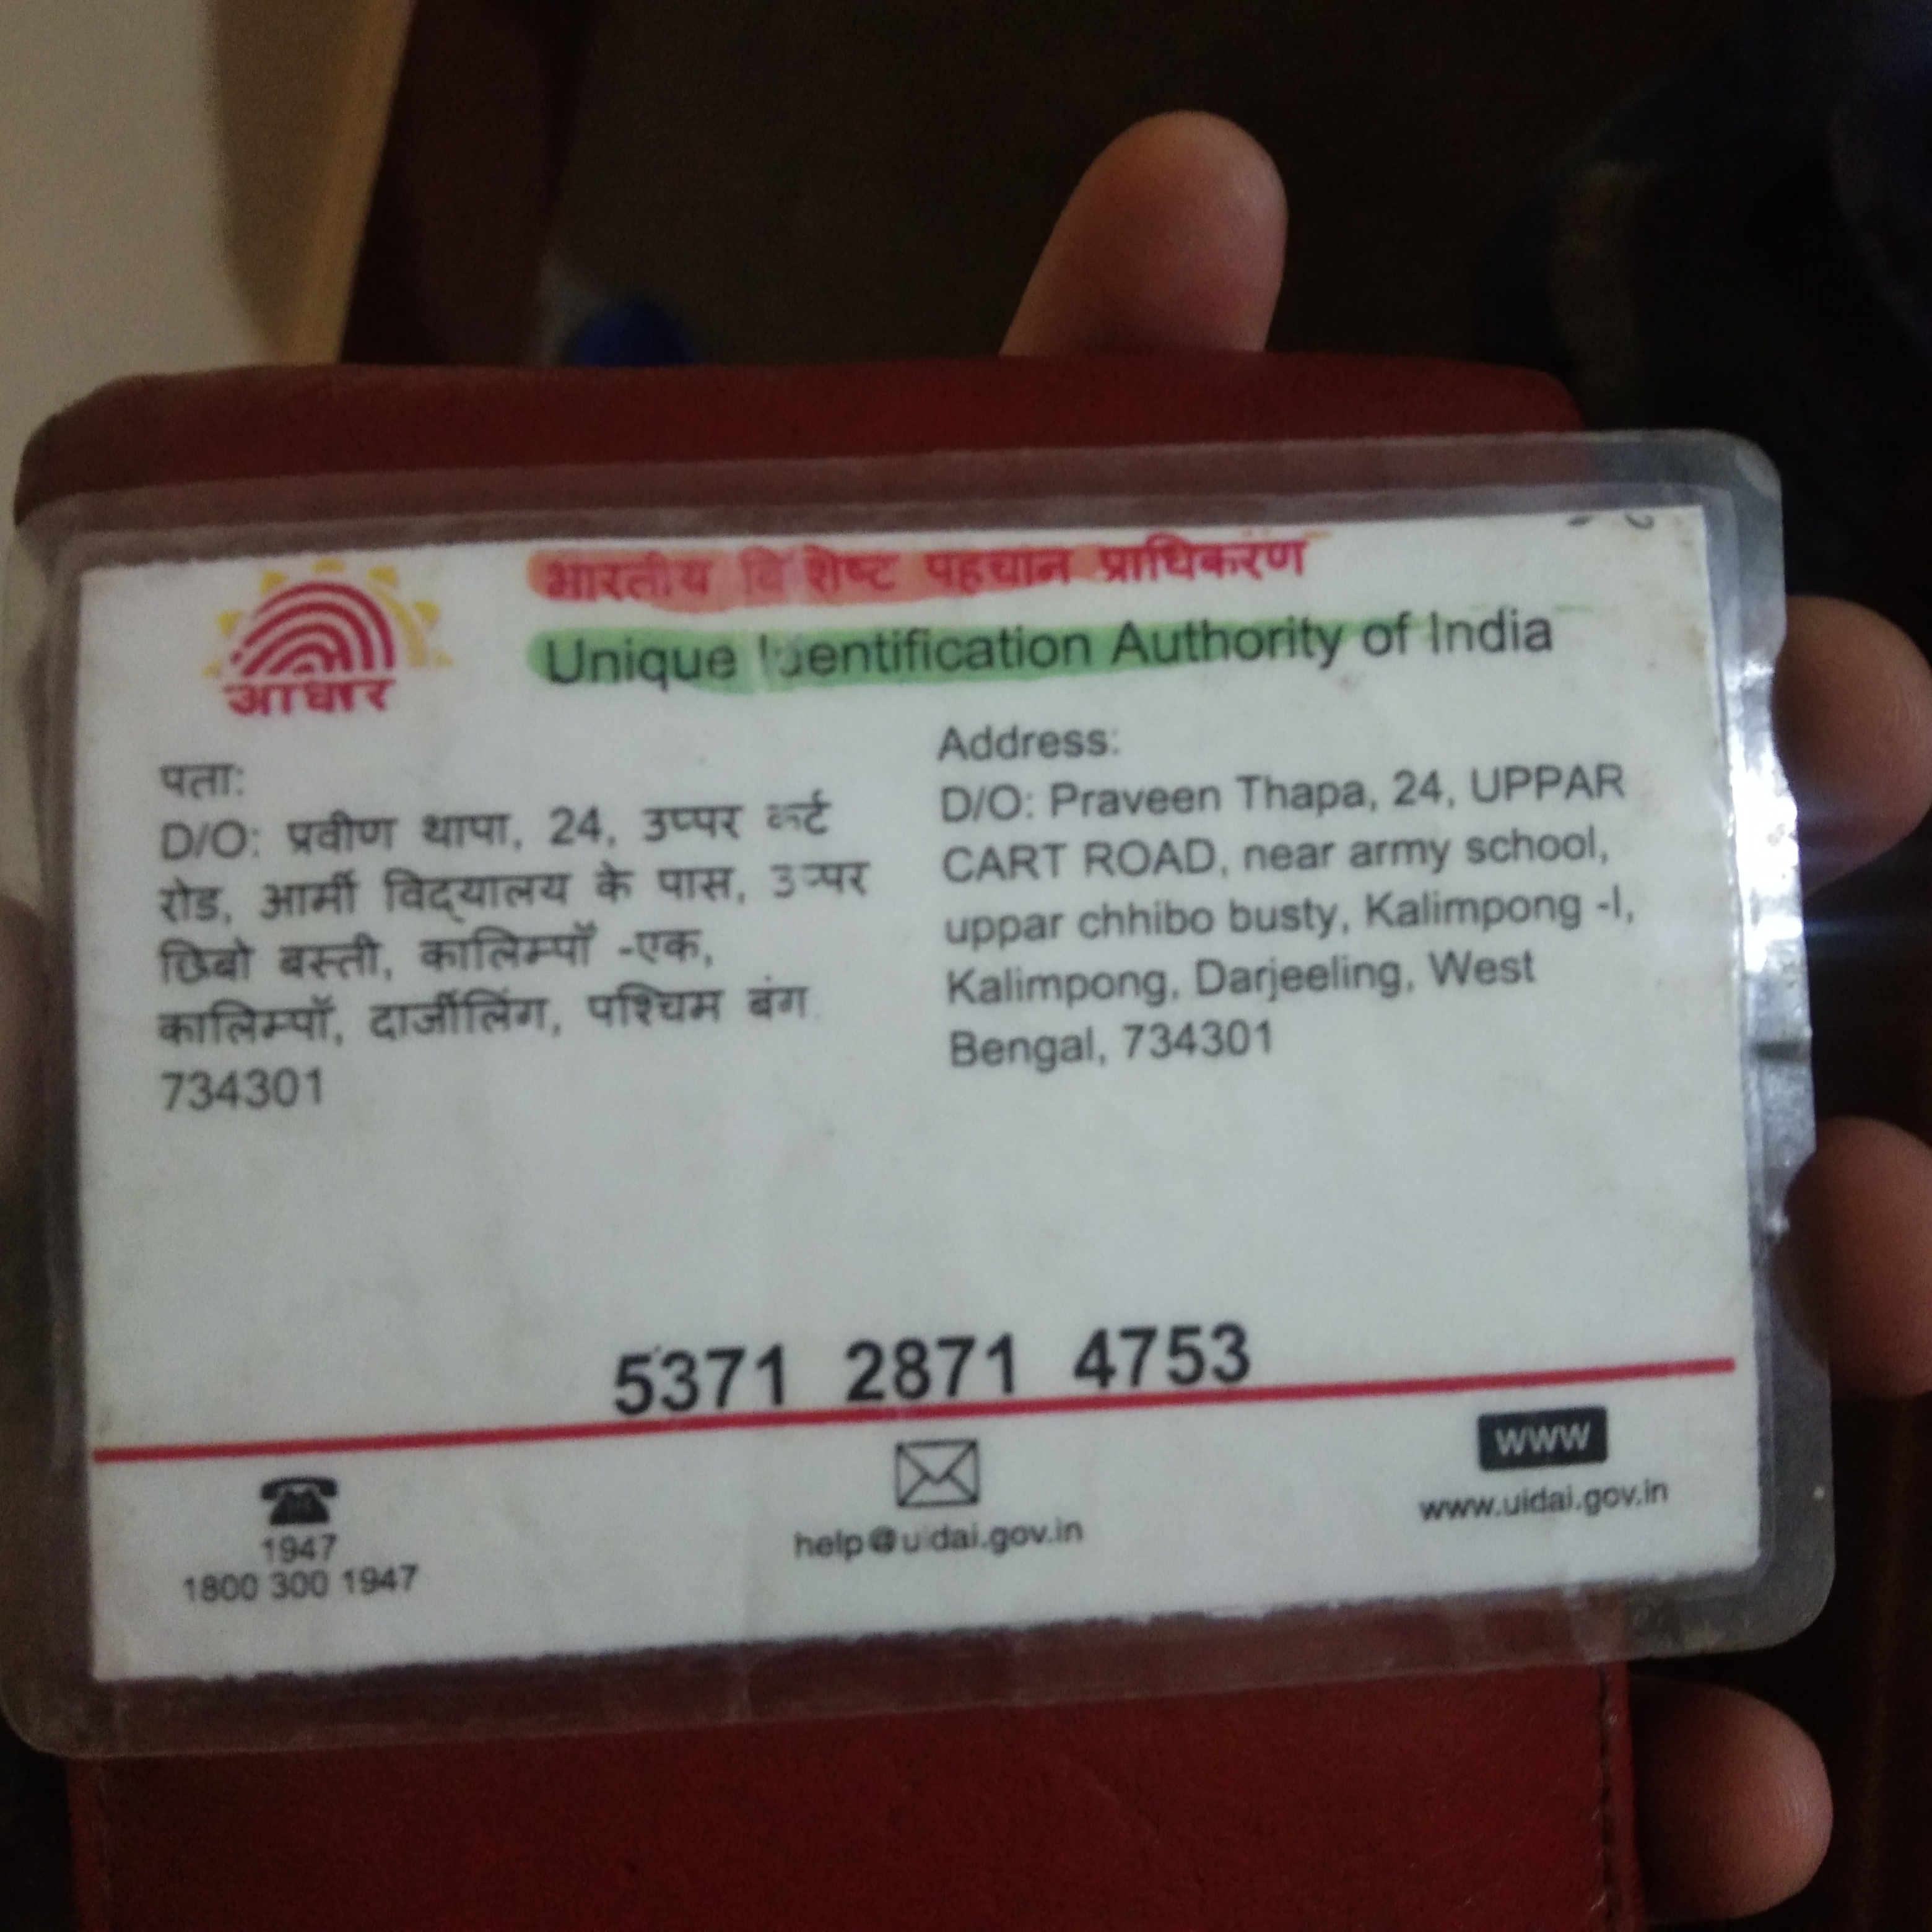 आधार
भारतीय वि शेष्ट पहचान प्राधिकरण
Unique Identification Authority of India
पता:
D/O: प्रवीण थापा, 24, उप्पर कर्ट
रोड, आर्मी विद्यालय के पास, उप्पर
छिबो बस्ती, कालिम्पॉ -एक,
कालिम्पॉ, दार्जीलिंग, पश्चिम बंग
734301
Address:
D/O: Praveen Thapa, 24, UPPAR
CART ROAD, near army school,
uppar chhibo busty, Kalimpong -I,
Kalimpong, Darjeeling, West
Bengal, 734301
5371 2871 4753
1947
1800 300 1947
help@uidai.gov.in
www
www.uidai.gov.in